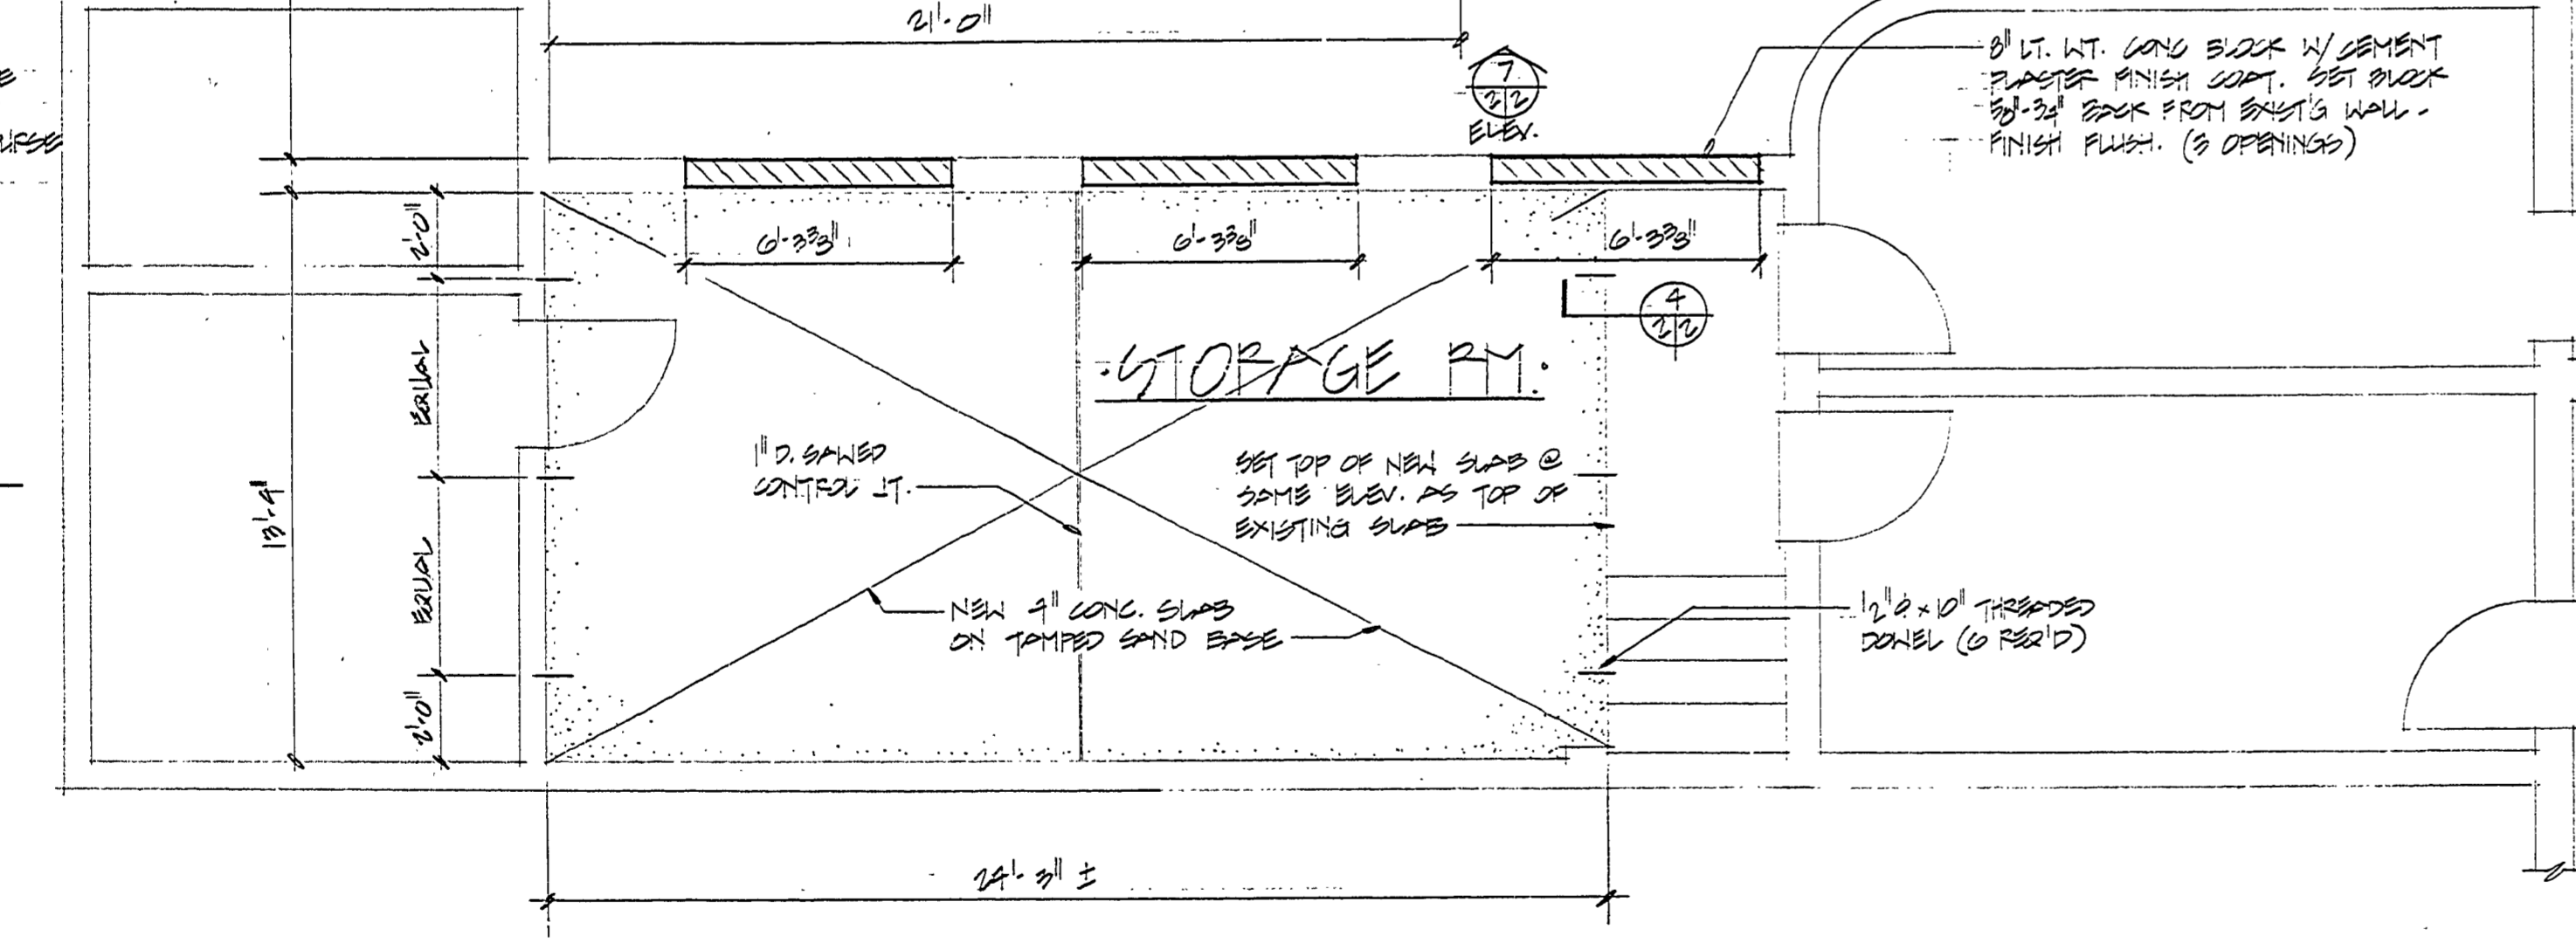 21'-0"
7
2 2
ELEV.
8" LT. WT. CONC BLOCK W/ CEMENT
PLASTER FINISH COAT. SET BLOCK
5/8"-3/4" BACK FROM EXIST'G WALL -
FINISH FLUSH. (3 OPENINGS)
2'-0"
6'-3 3/8"
6'-3 3/8"
6'-3 3/8"
4
2 2
·STORAGE RM.·
EQUAL
1" D. SAWED
CONTROL JT.
SET TOP OF NEW SLAB @
SAME ELEV. AS TOP OF
EXISTING SLAB
13'-4"
EQUAL
NEW 4" CONC. SLAB
ON TAMPED SAND BASE
1/2"φ x 10" THREADED
DOWEL (6 REQ'D)
2'-0"
24'-3" ±